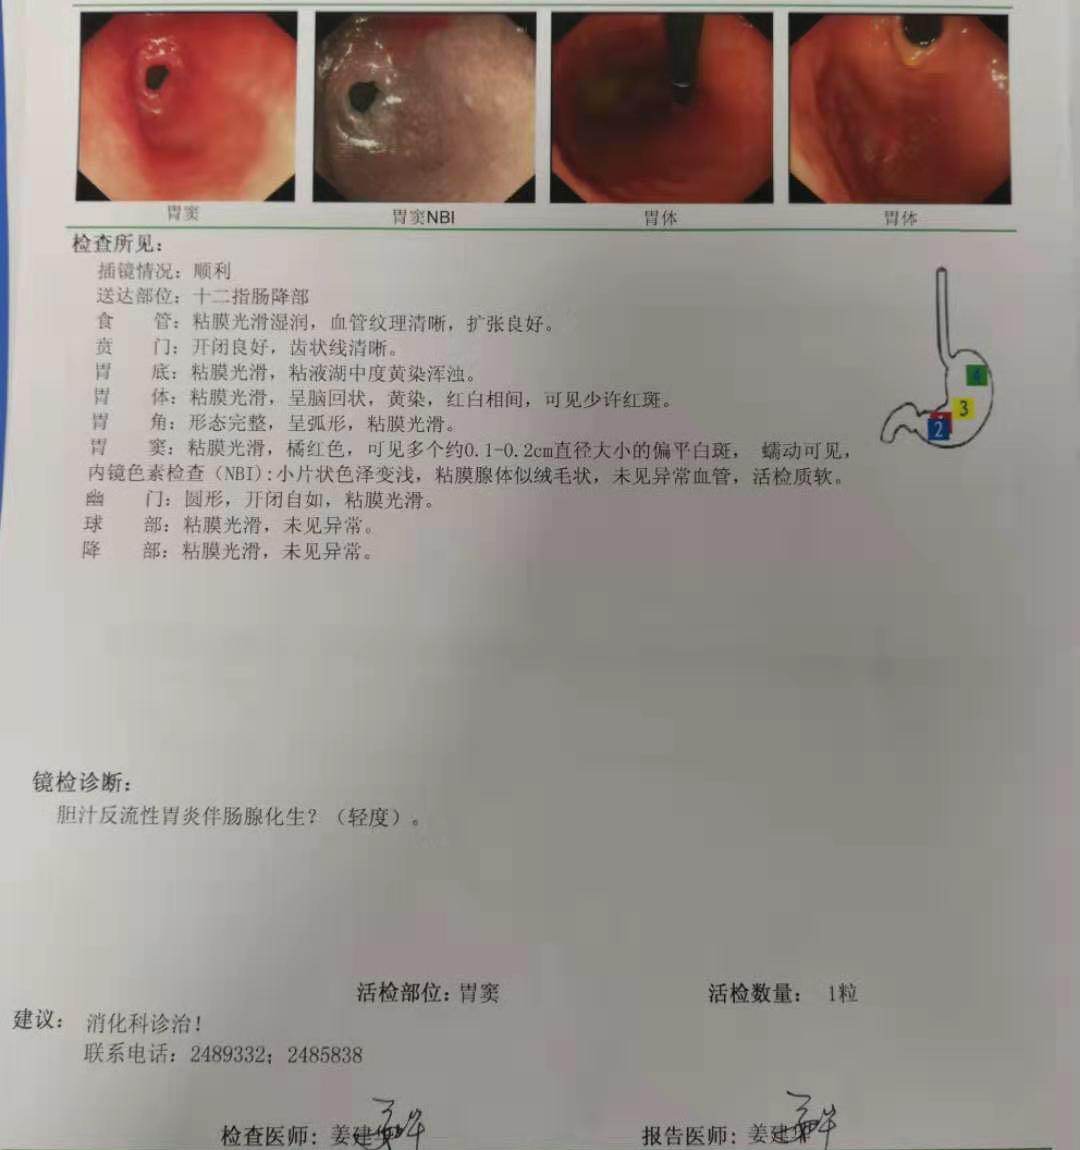 胃窦
胃窦NBI
胃体
胃体
检查所见:
插镜情况: 顺利
送达部位: 十二指肠降部
食 管: 粘膜光滑湿润, 血管纹理清晰, 扩张良好。
贲 门: 开闭良好, 齿状线清晰。
胃 底: 粘膜光滑, 粘液湖中度黄染浑浊。
胃 体: 粘膜光滑, 呈脑回状, 黄染, 红白相间, 可见少许红斑。
胃 角: 形态完整, 呈弧形, 粘膜光滑。
胃 窦: 粘膜光滑, 橘红色, 可见多个约0.1-0.2cm直径大小的偏平白斑, 蠕动可见,
内镜色素检查(NBI):小片状色泽变浅, 粘膜腺体似绒毛状, 未见异常血管, 活检质软。
幽 门: 圆形, 开闭自如, 粘膜光滑。
球 部: 粘膜光滑, 未见异常。
降 部: 粘膜光滑, 未见异常。
4
3
2
镜检诊断:
胆汁反流性胃炎伴肠腺化生? (轻度)。
活检部位: 胃窦
活检数量: 1粒
建议: 消化科诊治!
联系电话: 2489332; 2485838
检查医师: 姜建华
报告医师: 姜建华